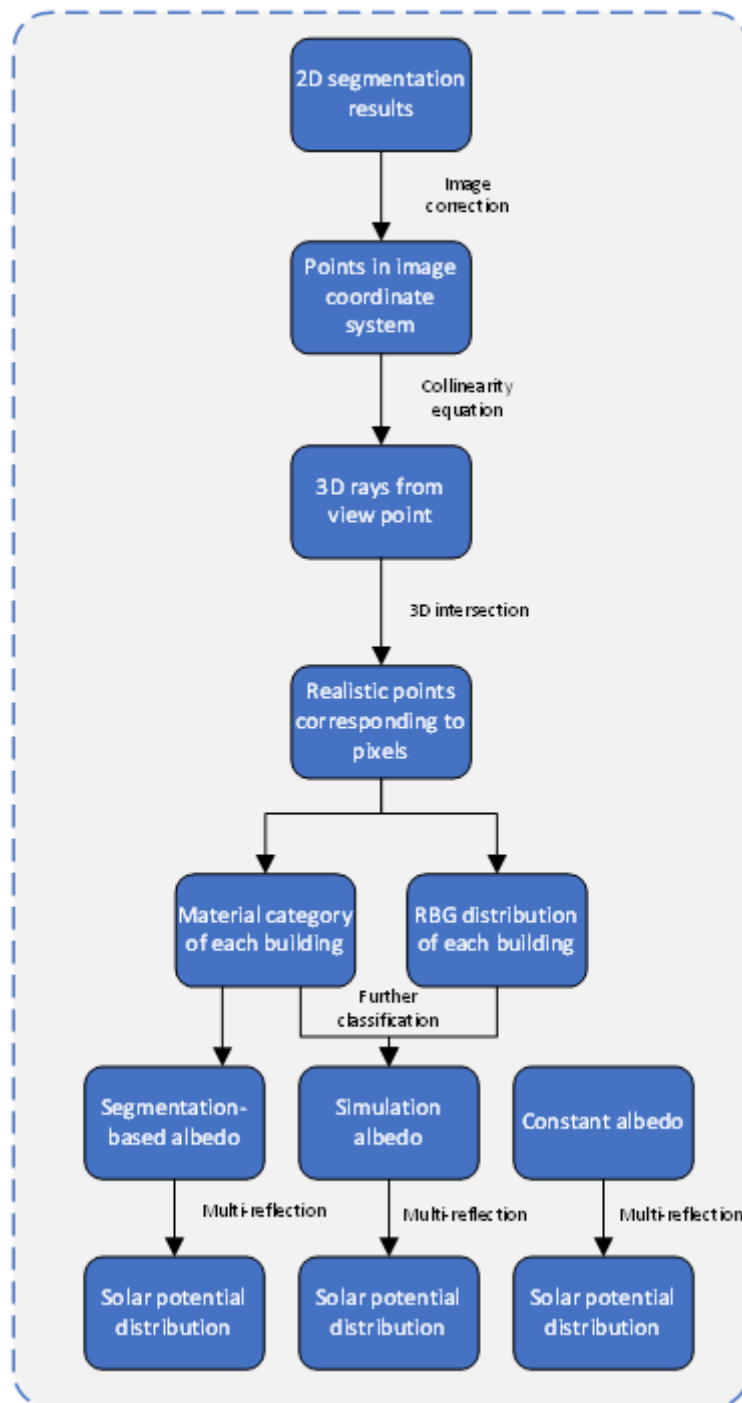 2D segmentation
results
Image
correction
Points in image
coordinate
system
Collinearity
equation
3D rays from
view point
3D intersection
Realistic points
corresponding to
pixels
Material category
of each building
RBG distribution
of each building
Further
classification
Segmentation-
based albedo
Simulation
albedo
Constant albedo
Multi-reflection
Multi-reflection
Multi-reflection
Solar potential
distribution
Solar potential
distribution
Solar potential
distribution